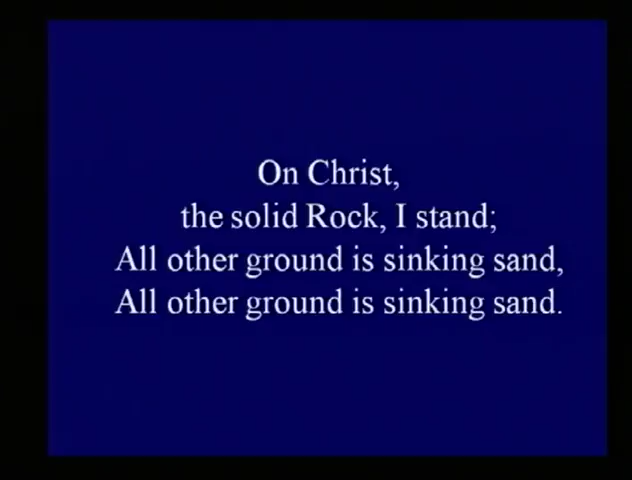 On Christ,
the solid Rock, I stand;
All other ground is sinking sand,
All other ground is sinking sand.